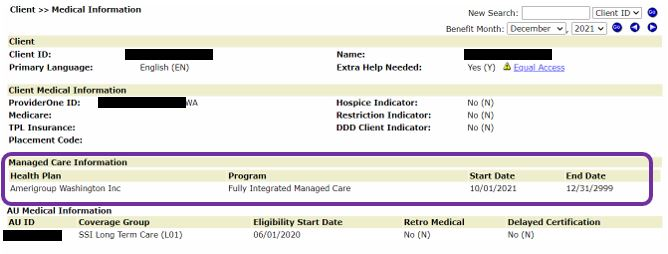 Client >> Medical Information
New Search: Client ID Go
Benefit Month: December , 2021 Go
Client
Client ID: Name:
Primary Language: English (EN) Extra Help Needed: Yes (Y) Equal Access
Client Medical Information
ProviderOne ID: WA Hospice Indicator: No (N)
Medicare: Restriction Indicator: No (N)
TPL Insurance: DDD Client Indicator: No (N)
Placement Code:
Managed Care Information
Health Plan Program Start Date End Date
Amerigroup Washington Inc Fully Integrated Managed Care 10/01/2021 12/31/2999
AU Medical Information
AU ID Coverage Group Eligibility Start Date Retro Medical Delayed Certification
SSI Long Term Care (L01) 06/01/2020 No (N) No (N)